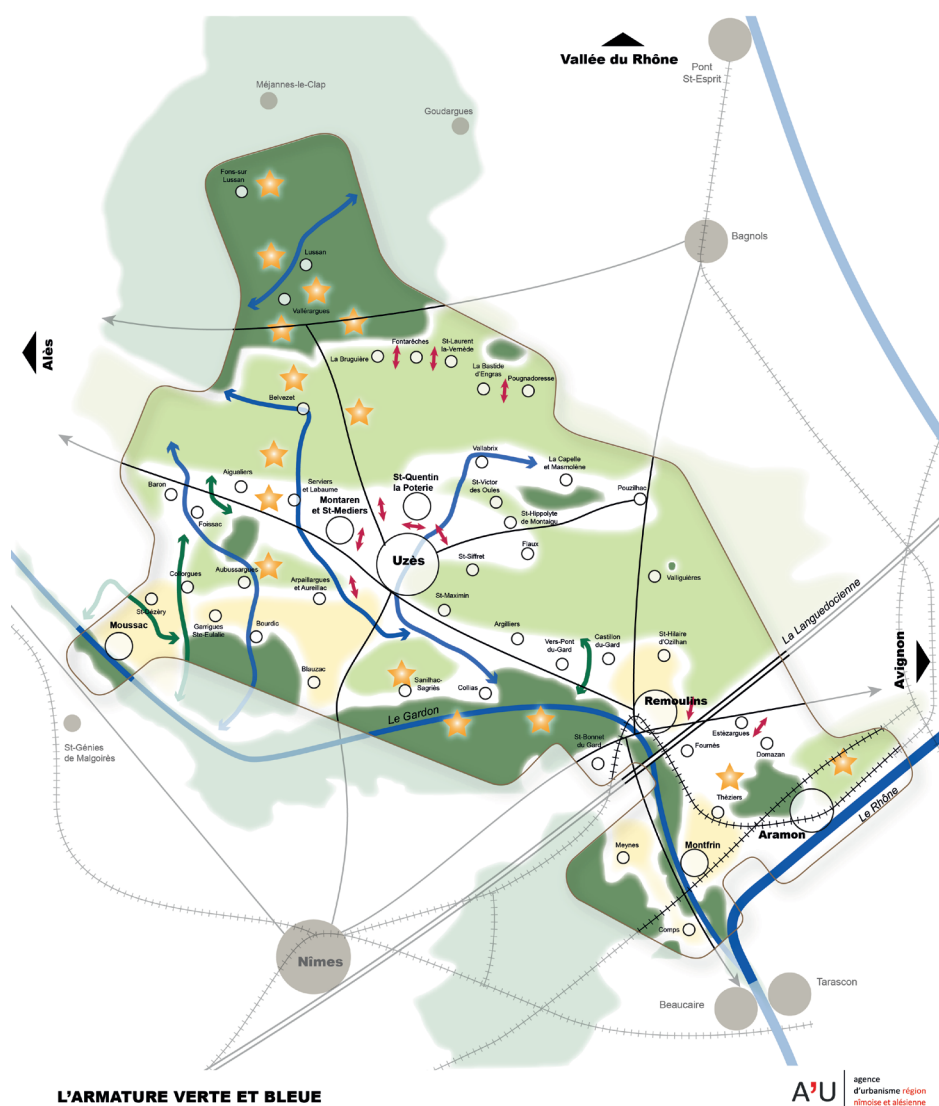 Vallée du Rhône
Pont
St-Esprit
Méjannes-le-Clap
Goudargues
Fons-sur
Lussan
Bagnols
Lussan
Vallérargues
Alès
Fontarèches
St-Laurent
la-Vernède
La Bruguière
La Bastide
d'Engras
Pougnadoresse
Belvezet
Vallabrix
La Capelle
et Masmolène
Aigualiers
Baron
Serviers
et Labaume
St-Quentin
la Poterie
St-Victor
des Oules
Pouzilhac
Montaren
et St-Mediers
Foissac
St-Hippolyte
de Montaigu
Flaux
Uzès
St-Siffret
Collorgues
Aubussargues
Arpaillargues
et Aureillac
Valliguières
St-Dézéry
St-Maximin
La Languedocienne
Moussac
Garrigues
Ste-Eulalie
Bourdic
Argilliers
Vers-Pont
du-Gard
Castillon
du-Gard
St-Hilaire
d'Ozilhan
Avignon
Blauzac
Sanilhac-
Sagriès
Collias
Remoulins
Le Gardon
St-Génies
de Malgoirès
St-Bonnet
du Gard
Estézargues
Fournés
Domazan
Théziers
Le Rhône
Aramon
Meynes
Montfrin
Comps
Nîmes
Beaucaire
Tarascon
L'ARMATURE VERTE ET BLEUE
A'U
agence
d'urbanisme région
nîmoise et alésienne